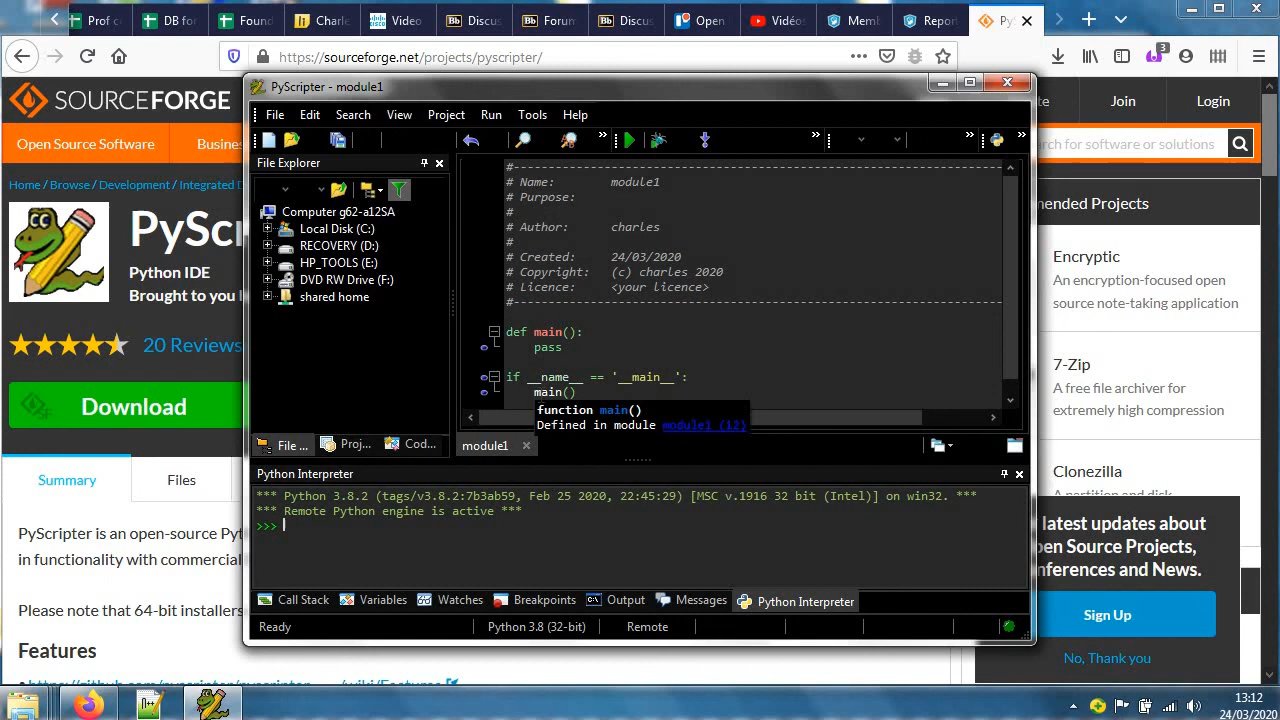 Prof c
DB for
Found
Charle
Video
Discus
Forum
Discus
Open
Vidéo
Memb
Report
PyS
https://sourceforge.net/projects/pyscripter/
3
SOURCEFORGE
Join
Login
Open Source Software
Busine
rch for software or solutions
Home / Browse / Development / Integrated D
PyScr
Python IDE
Brought to you b
20 Reviews
Download
Summary
Files
PyScripter is an open-source Pyt
in functionality with commercial
Please note that 64-bit installers
Features
mended Projects
Encryptic
An encryption-focused open
source note-taking application
7-Zip
A free file archiver for
extremely high compression
Clonezilla
A partition and disk
latest updates about
pen Source Projects,
nferences and News.
Sign Up
No, Thank you
PyScripter - module1
File Edit Search View Project Run Tools Help
File Explorer
Computer g62-a12SA
Local Disk (C:)
RECOVERY (D:)
HP_TOOLS (E:)
DVD RW Drive (F:)
shared home
File ...
Proj...
Cod...
#-------------------------------------------------------------------------------
# Name: module1
# Purpose:
#
# Author: charles
#
# Created: 24/03/2020
# Copyright: (c) charles 2020
# Licence: <your licence>
#-------------------------------------------------------------------------------
def main():
pass
if __name__ == '__main__':
main()
function main()
Defined in module module1 (12)
module1
Python Interpreter
*** Python 3.8.2 (tags/v3.8.2:7b3ab59, Feb 25 2020, 22:45:29) [MSC v.1916 32 bit (Intel)] on win32. ***
*** Remote Python engine is active ***
>>>
Call Stack
Variables
Watches
Breakpoints
Output
Messages
Python Interpreter
Ready
Python 3.8 (32-bit)
Remote
13:12
24/03/2020